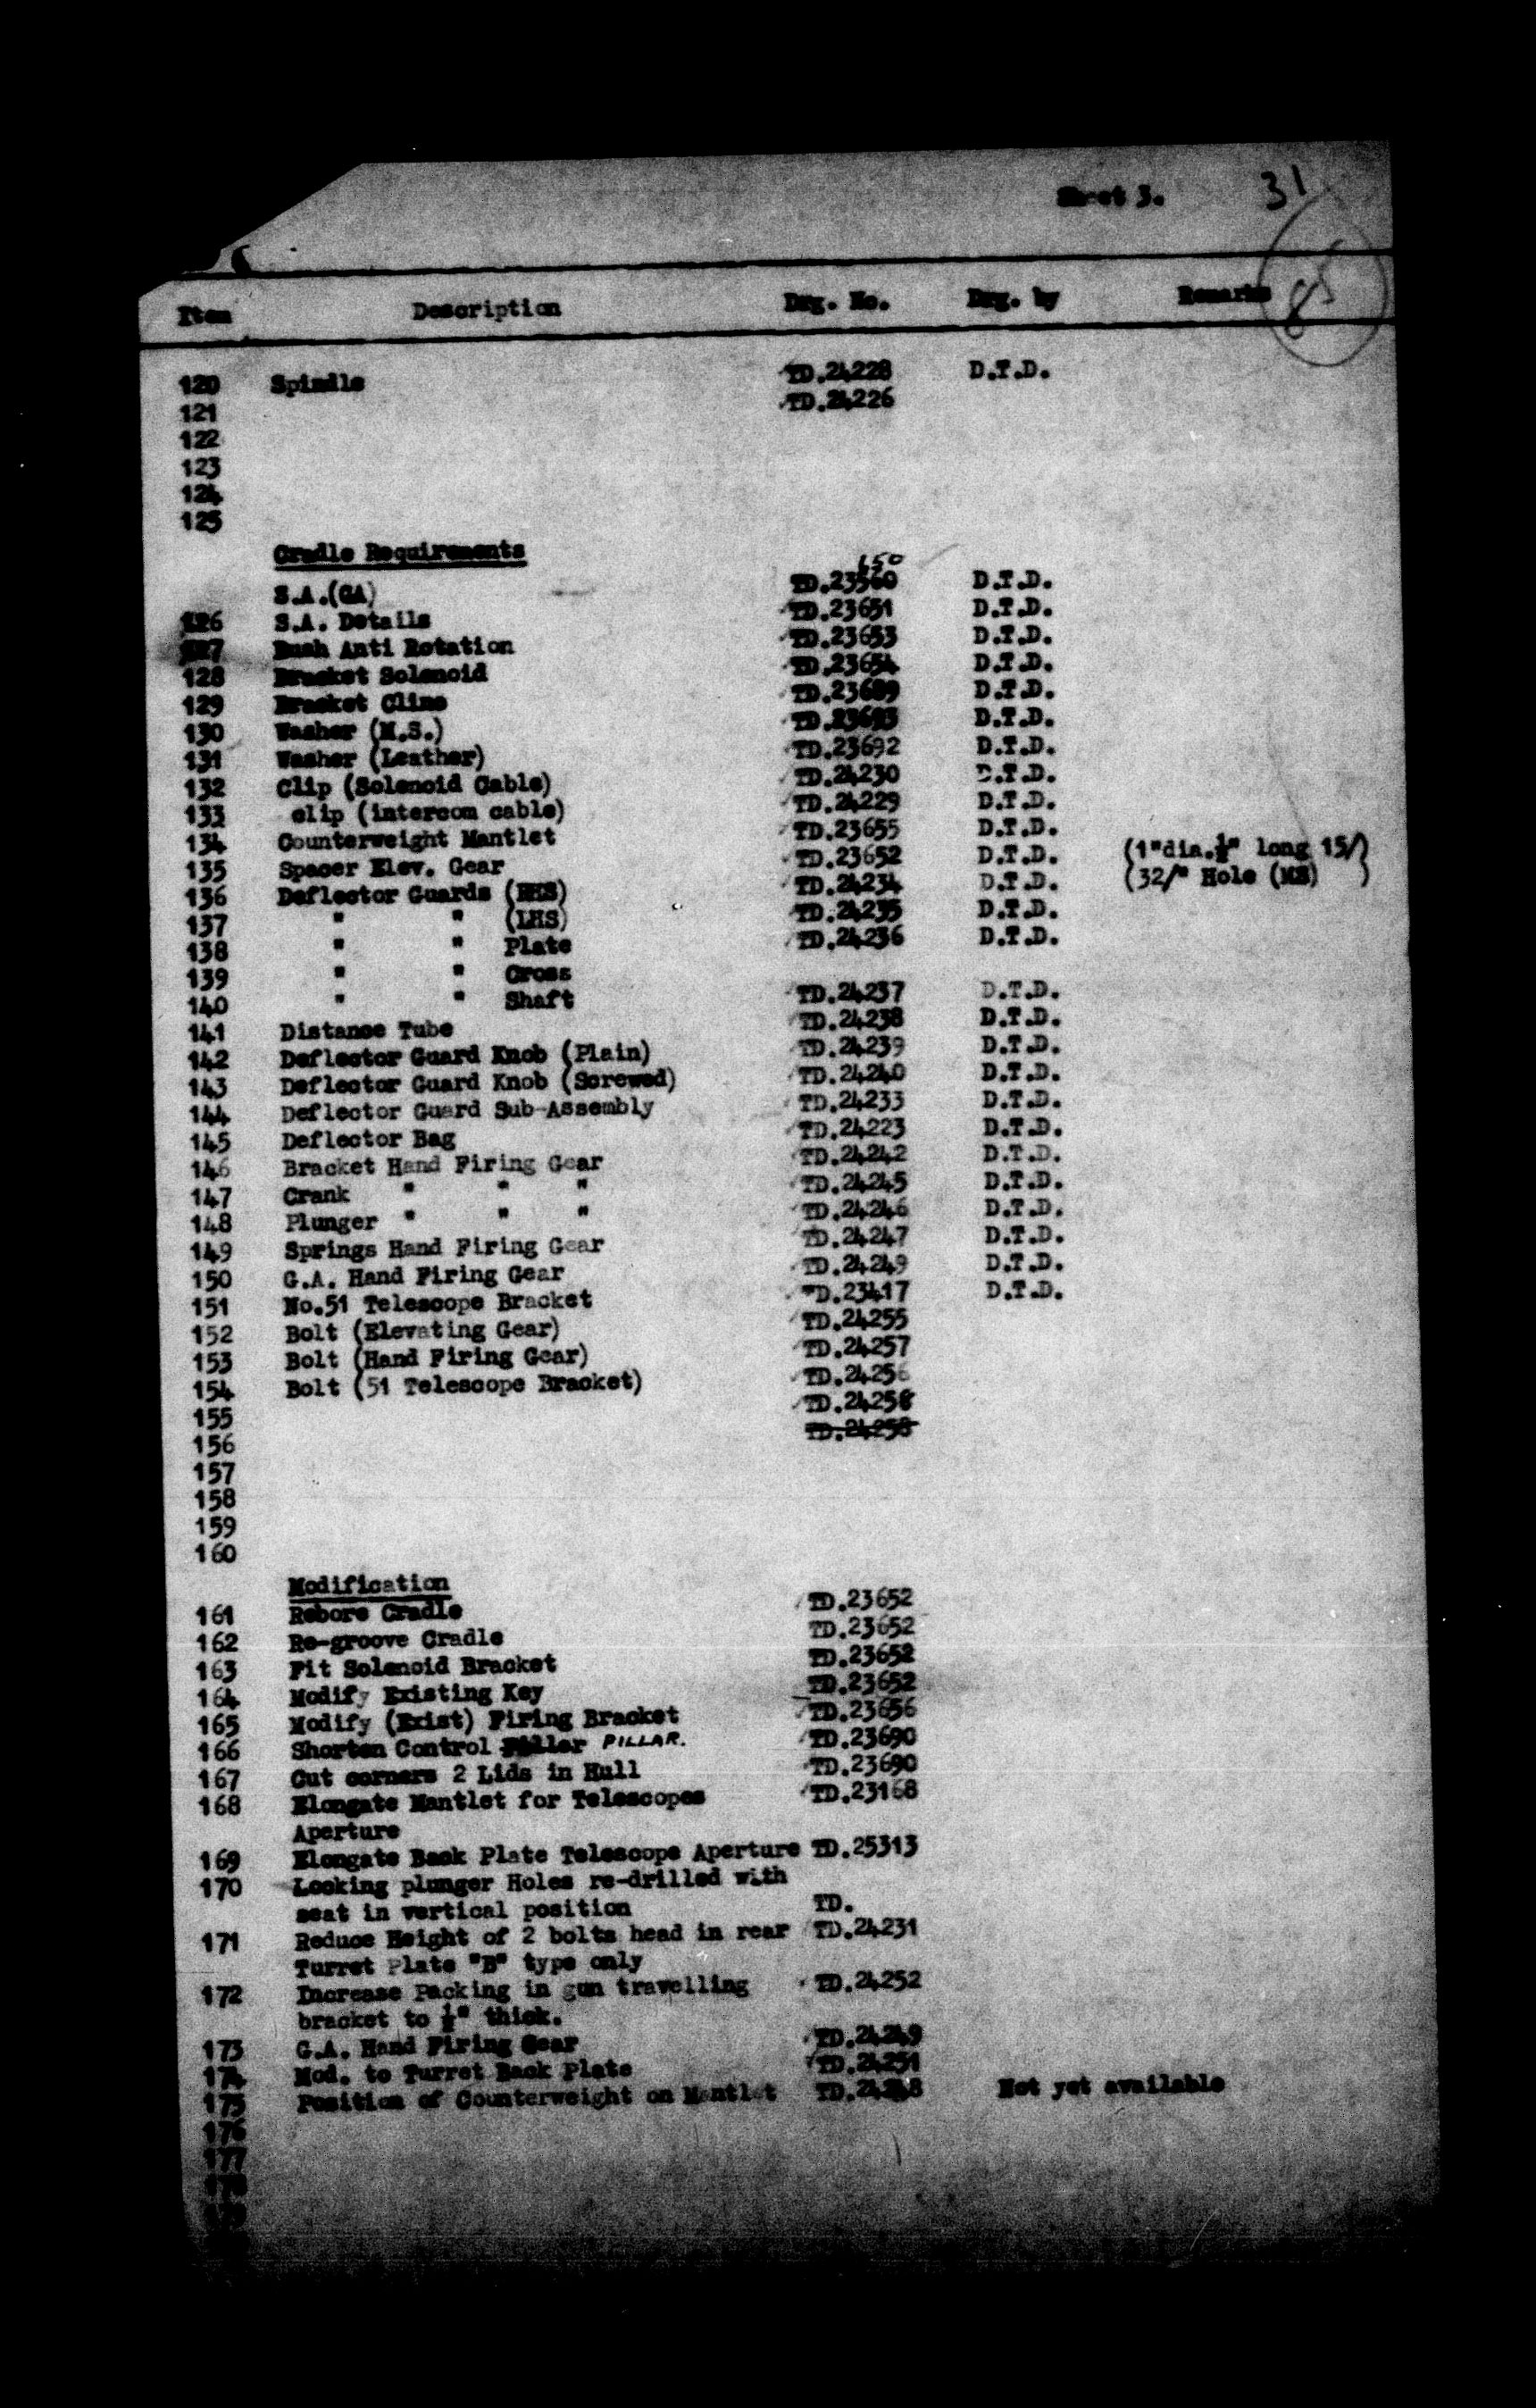 Sheet 3. 31
85
Item Description Drg. No. Drg. by Remarks
120 Spindle TD.24228 D.T.D.
121 TD.24226
122
123
124
125
Cradle Requirements
650
S.A.(GA) TD.23560 D.T.D.
126 S.A. Details TD.23651 D.T.D.
127 Bush Anti Rotation TD.23653 D.T.D.
128 Bracket Solenoid TD.23654 D.T.D.
129 Bracket Clino TD.23689 D.T.D.
130 Washer (M.S.) TD.23693 D.T.D.
131 Washer (Leather) TD.23692 D.T.D.
132 Clip (Solenoid Cable) TD.24230 D.T.D.
133 clip (intercom cable) TD.24229 D.T.D.
134 Counterweight Mantlet TD.23655 D.T.D.
135 Spacer Elev. Gear TD.23652 D.T.D. (1"dia.½" long 15/)
136 Deflector Guards (RHS) TD.24234 D.T.D. (32/" Hole (MS) )
137 " " (LHS) TD.24235 D.T.D.
138 " " Plate TD.24236 D.T.D.
139 " " Cross
140 " " Shaft TD.24237 D.T.D.
141 Distance Tube TD.24238 D.T.D.
142 Deflector Guard Knob (Plain) TD.24239 D.T.D.
143 Deflector Guard Knob (Screwed) TD.24240 D.T.D.
144 Deflector Guard Sub-Assembly TD.24233 D.T.D.
145 Deflector Bag TD.24223 D.T.D.
146 Bracket Hand Firing Gear TD.24242 D.T.D.
147 Crank " " " TD.24245 D.T.D.
148 Plunger " " " TD.24246 D.T.D.
149 Springs Hand Firing Gear TD.24247 D.T.D.
150 G.A. Hand Firing Gear TD.24249 D.T.D.
151 No.51 Telescope Bracket TD.23417 D.T.D.
152 Bolt (Elevating Gear) TD.24255
153 Bolt (Hand Firing Gear) TD.24257
154 Bolt (51 Telescope Bracket) TD.24256
155 TD.24258
156 TD.24258
157
158
159
160
Modification
161 Rebore Cradle TD.23652
162 Re-groove Cradle TD.23652
163 Fit Solenoid Bracket TD.23652
164 Modify Existing Key TD.23652
165 Modify (Exist) Firing Bracket TD.23656
166 Shorten Control PILLAR. TD.23690
167 Cut corners 2 Lids in Hull TD.23690
168 Elongate Mantlet for Telescopes TD.23168
Aperture
169 Elongate Back Plate Telescope Aperture TD.25313
170 Locking plunger Holes re-drilled with
seat in vertical position TD.
171 Reduce Height of 2 bolts head in rear TD.24231
Turret Plate "B" type only
172 Increase Packing in gun travelling TD.24252
bracket to ½" thick.
173 G.A. Hand Firing Gear TD.24249
174 Mod. to Turret Back Plate TD.24251
175 Position of Counterweight on Mantlet TD.24248 Not yet available
176
177